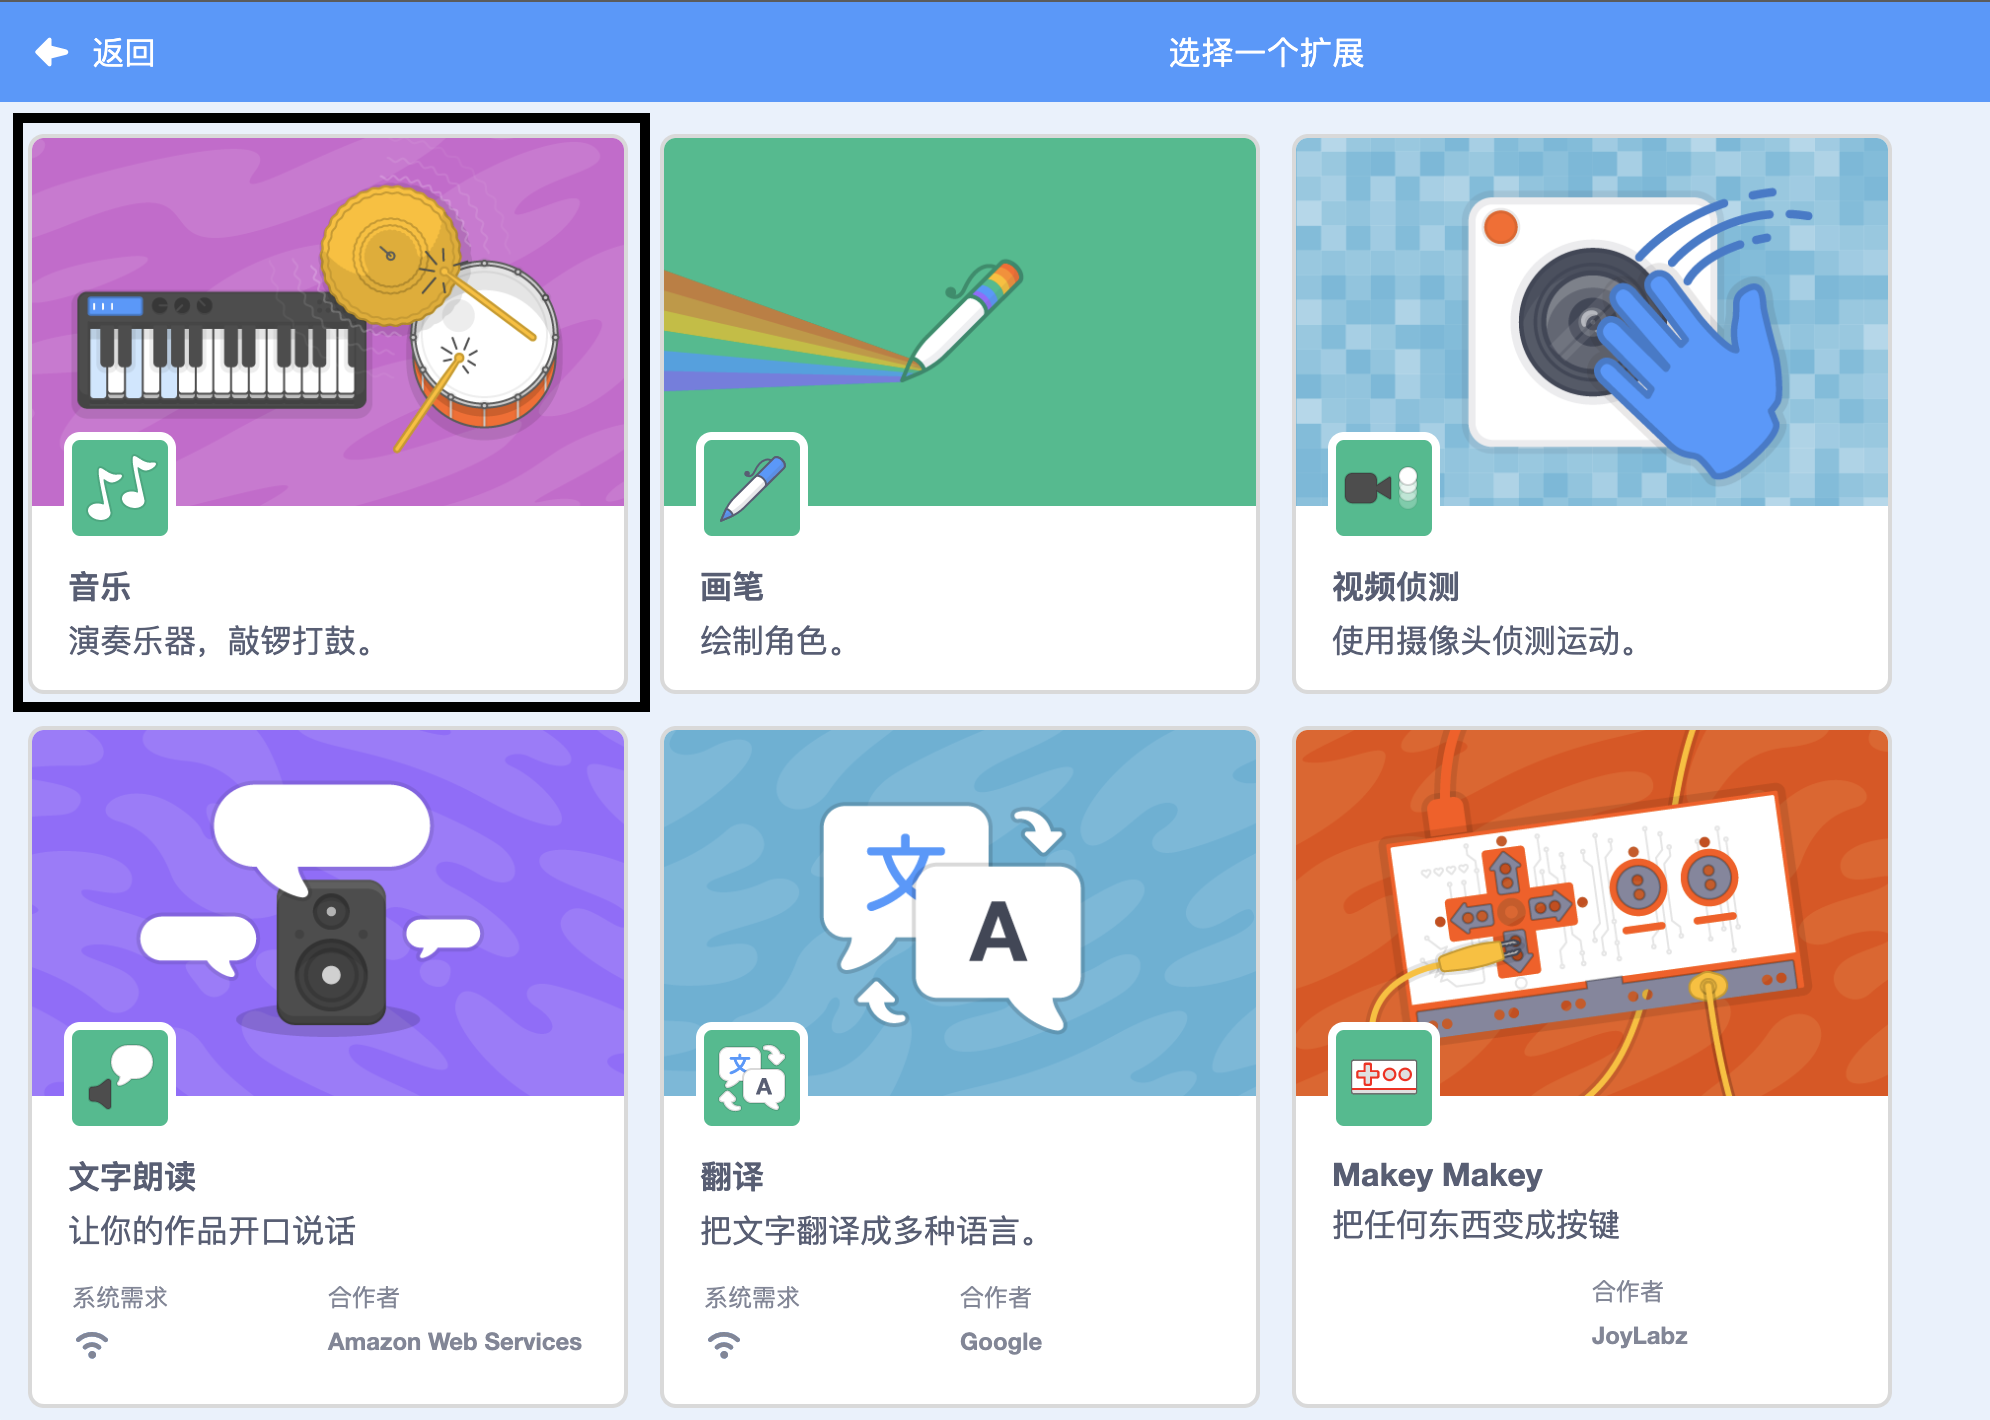 返回
选择一个扩展
音乐
演奏乐器，敲锣打鼓。
画笔
绘制角色。
视频侦测
使用摄像头侦测运动。
文
A
文字朗读
让你的作品开口说话
系统需求
合作者
Amazon Web Services
文
A
翻译
把文字翻译成多种语言。
系统需求
合作者
Google
Makey Makey
把任何东西变成按键
合作者
JoyLabz